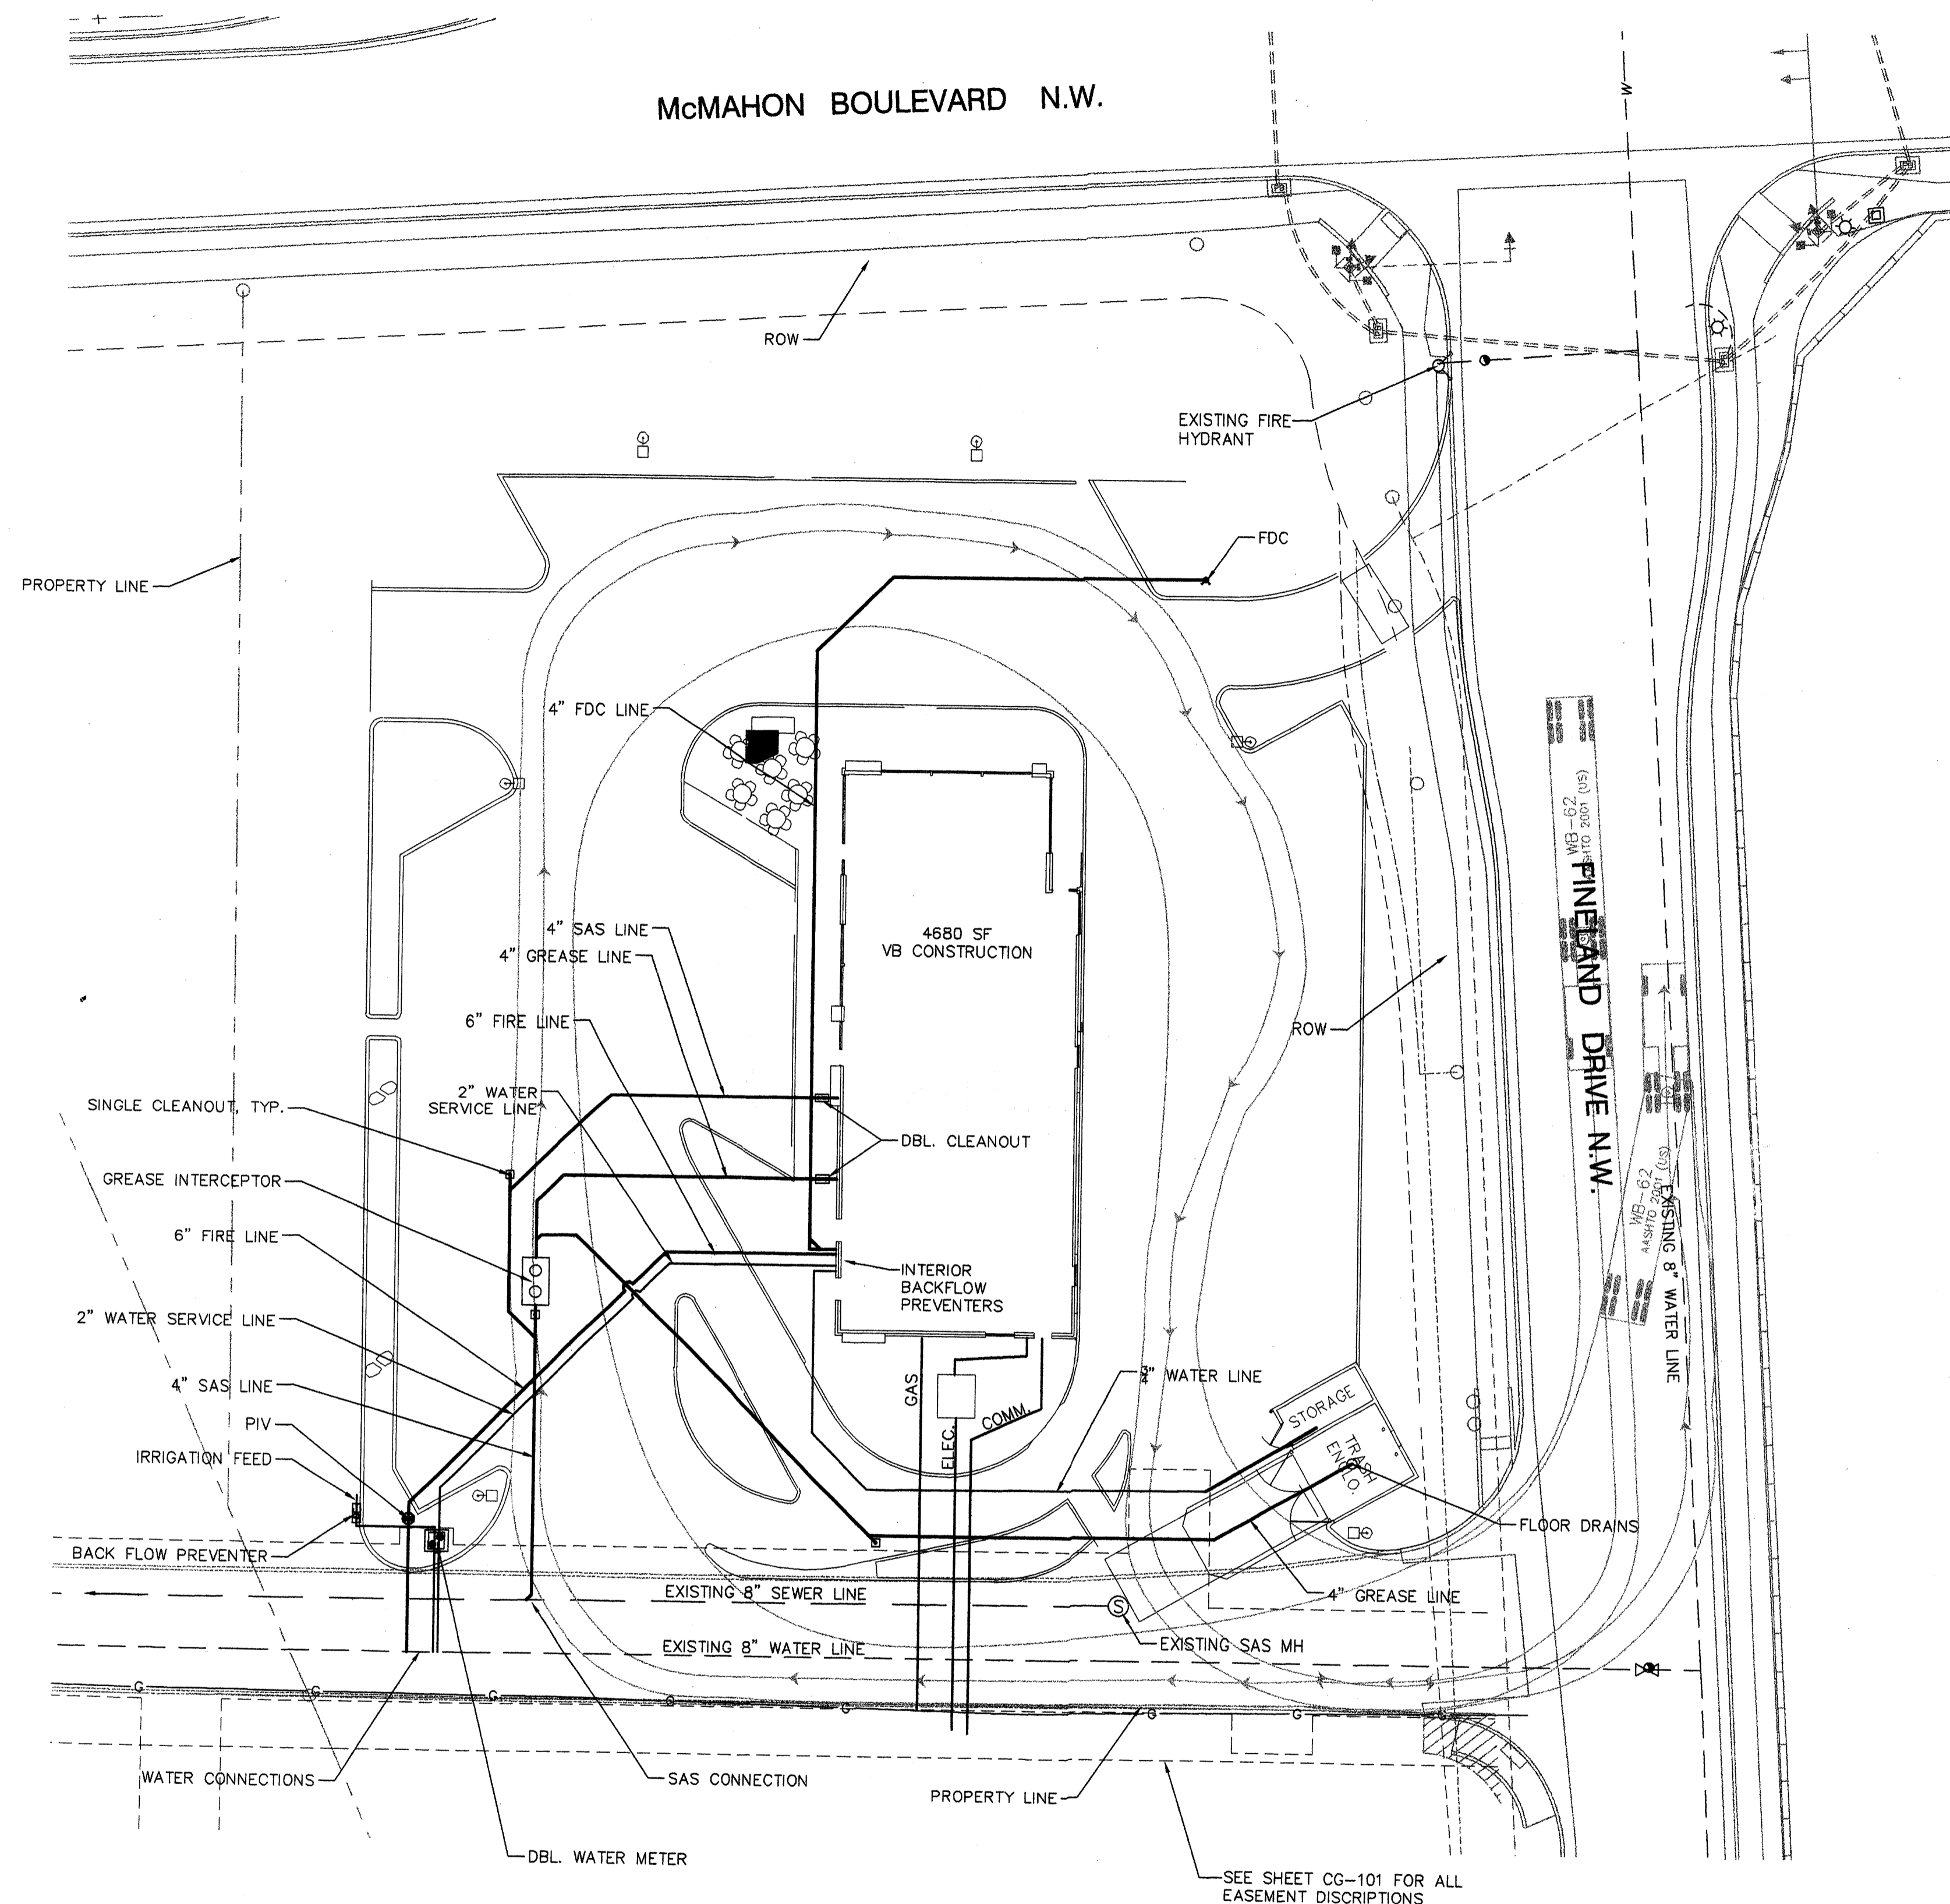 McMAHON BOULEVARD N.W.
W
ROW
EXISTING FIRE
HYDRANT
FDC
PROPERTY LINE
4" FDC LINE
WB-62
AASHTO 2001 (US)
PINELAND DRIVE N.W.
4" SAS LINE
4" GREASE LINE
4680 SF
VB CONSTRUCTION
6" FIRE LINE
ROW
2" WATER
SERVICE LINE
SINGLE CLEANOUT, TYP.
DBL. CLEANOUT
GREASE INTERCEPTOR
WB-62
AASHTO 2001 (US)
EXISTING 8" WATER LINE
6" FIRE LINE
INTERIOR
BACKFLOW
PREVENTERS
2" WATER SERVICE LINE
4" SAS LINE
GAS
ELEC.
COMM.
3/4" WATER LINE
STORAGE
TRASH
ENCLO.
PIV
IRRIGATION FEED
FLOOR DRAINS
BACK FLOW PREVENTER
EXISTING 8" SEWER LINE
4" GREASE LINE
S
EXISTING 8" WATER LINE
EXISTING SAS MH
G G G G G G G G
WATER CONNECTIONS
SAS CONNECTION
PROPERTY LINE
DBL. WATER METER
SEE SHEET CG-101 FOR ALL
EASEMENT DISCRIPTIONS